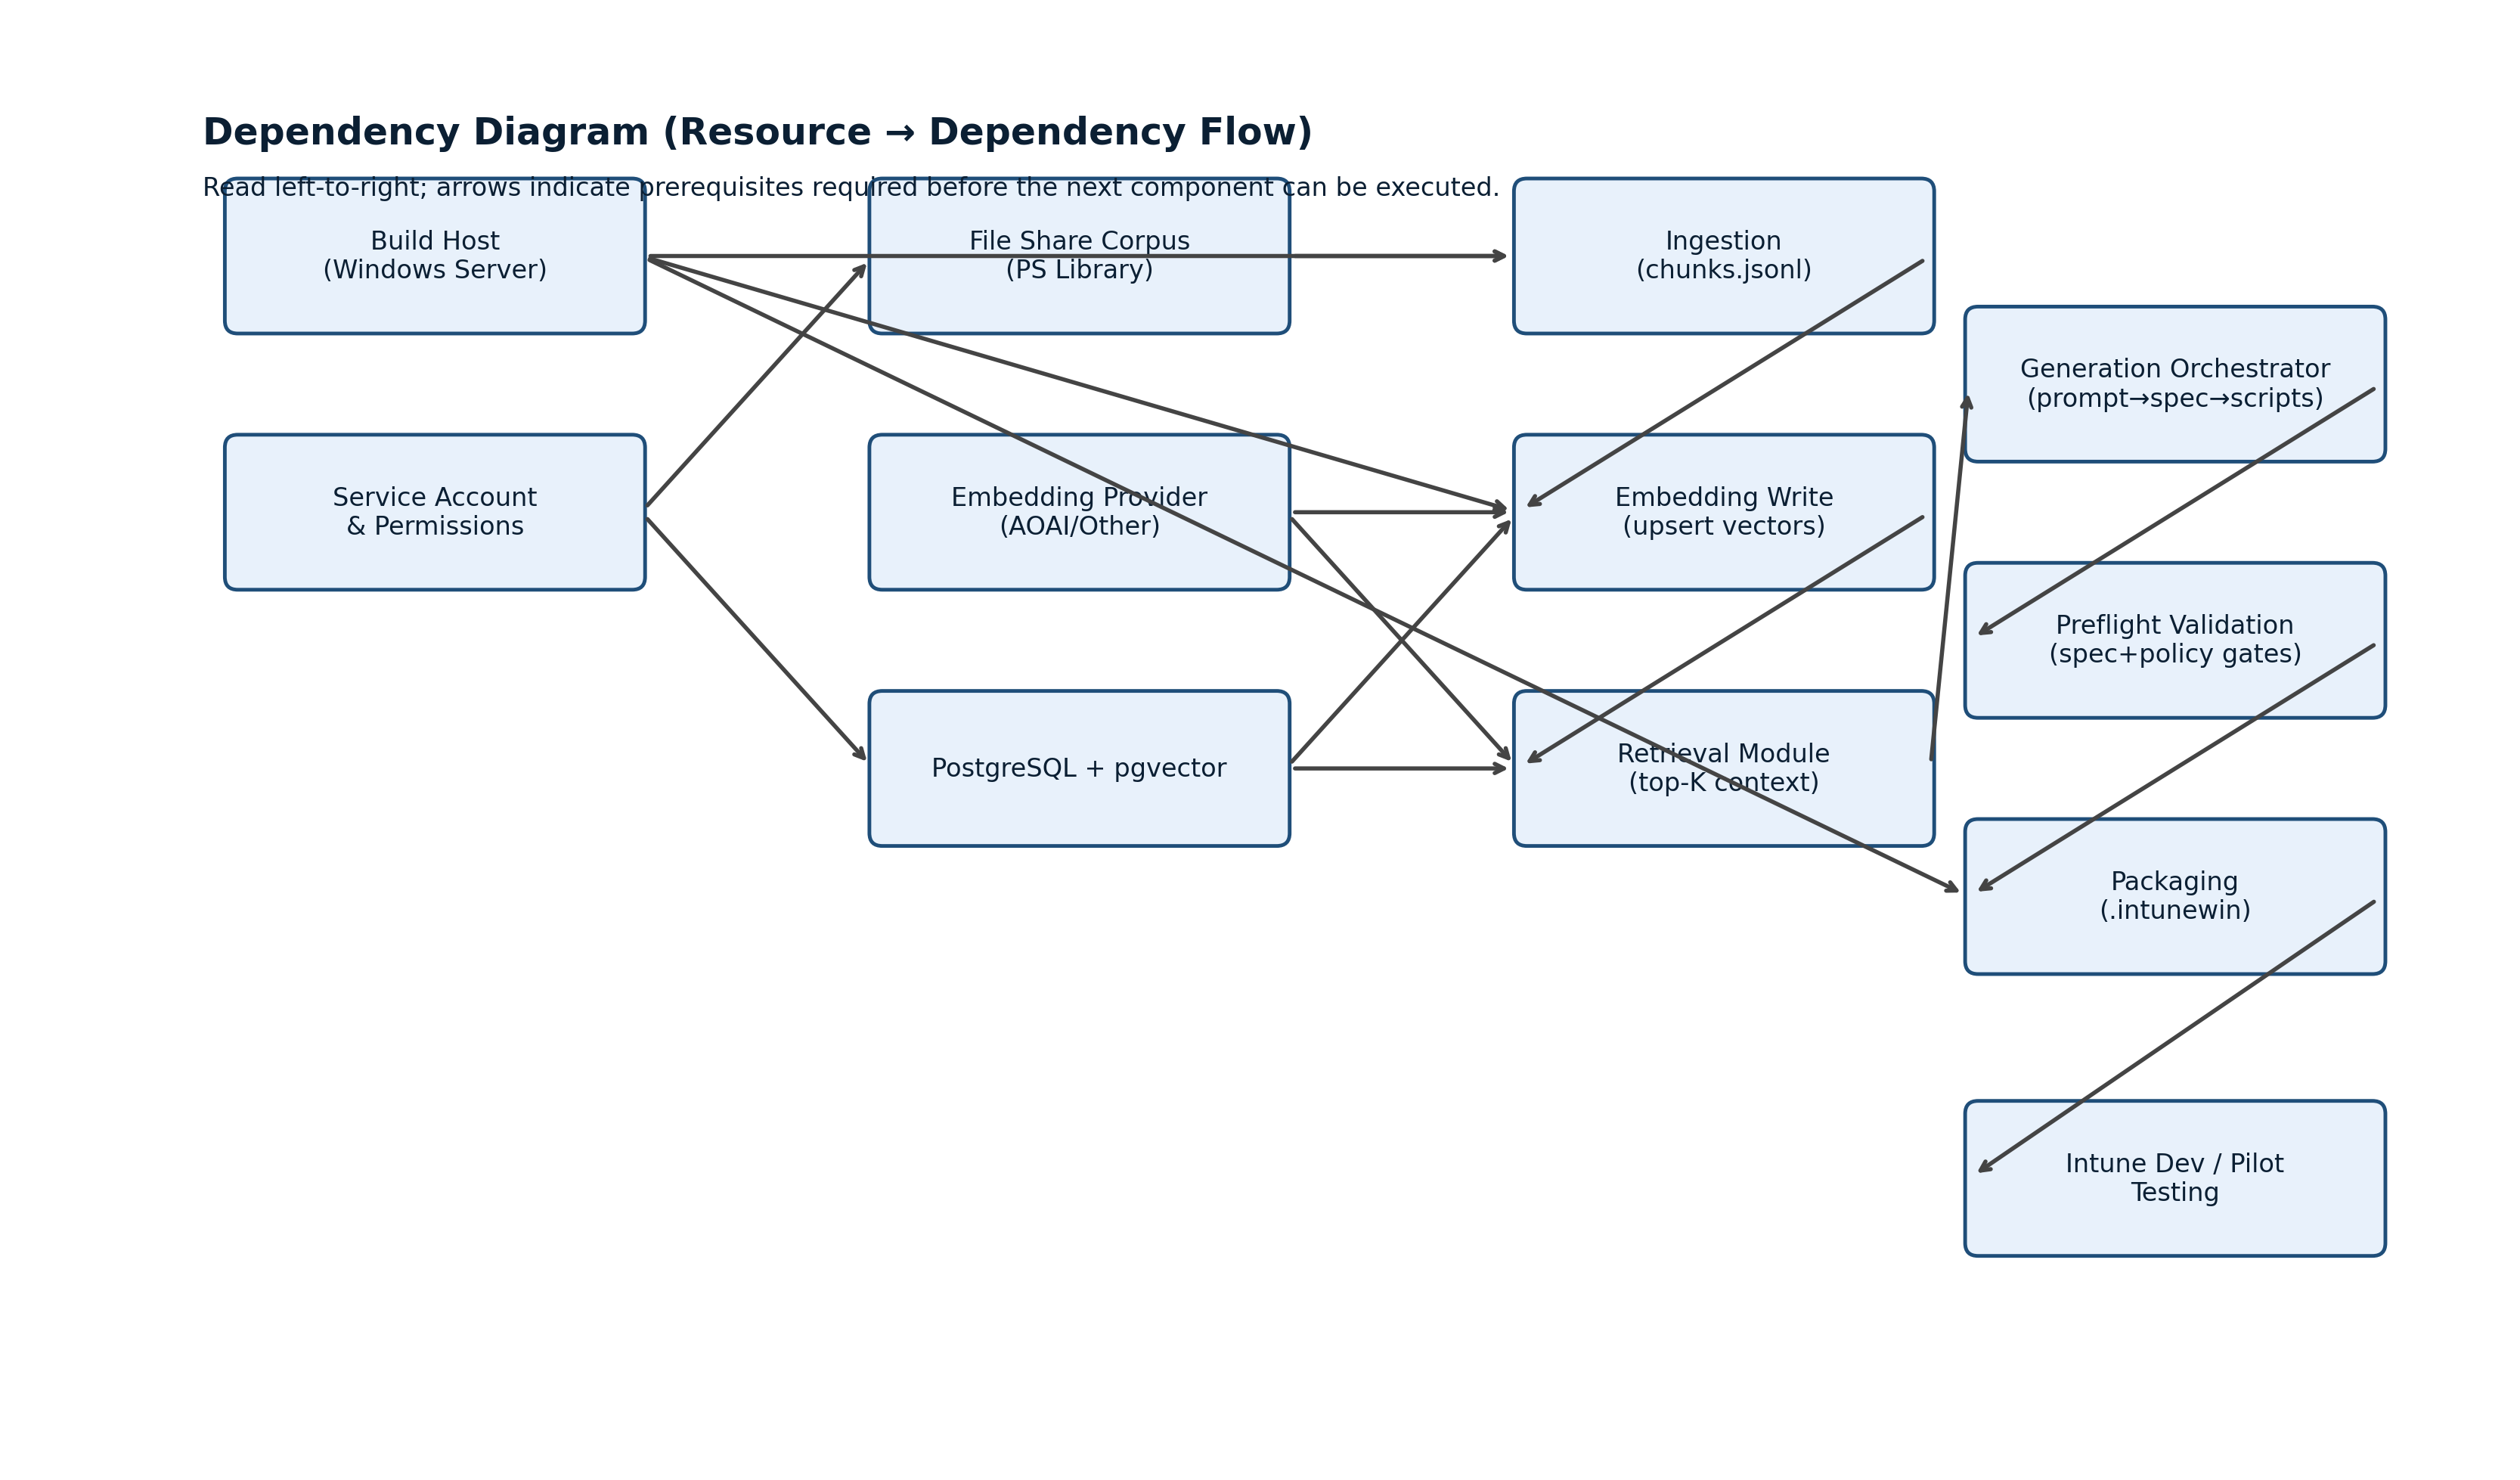 Dependency Diagram (Resource → Dependency Flow)
Read left-to-right; arrows indicate prerequisites required before the next component can be executed.
Build Host
(Windows Server)
File Share Corpus
(PS Library)
Ingestion
(chunks.jsonl)
Generation Orchestrator
(prompt→spec→scripts)
Service Account
& Permissions
Embedding Provider
(AOAI/Other)
Embedding Write
(upsert vectors)
Preflight Validation
(spec+policy gates)
PostgreSQL + pgvector
Retrieval Module
(top-K context)
Packaging
(.intunewin)
Intune Dev / Pilot
Testing